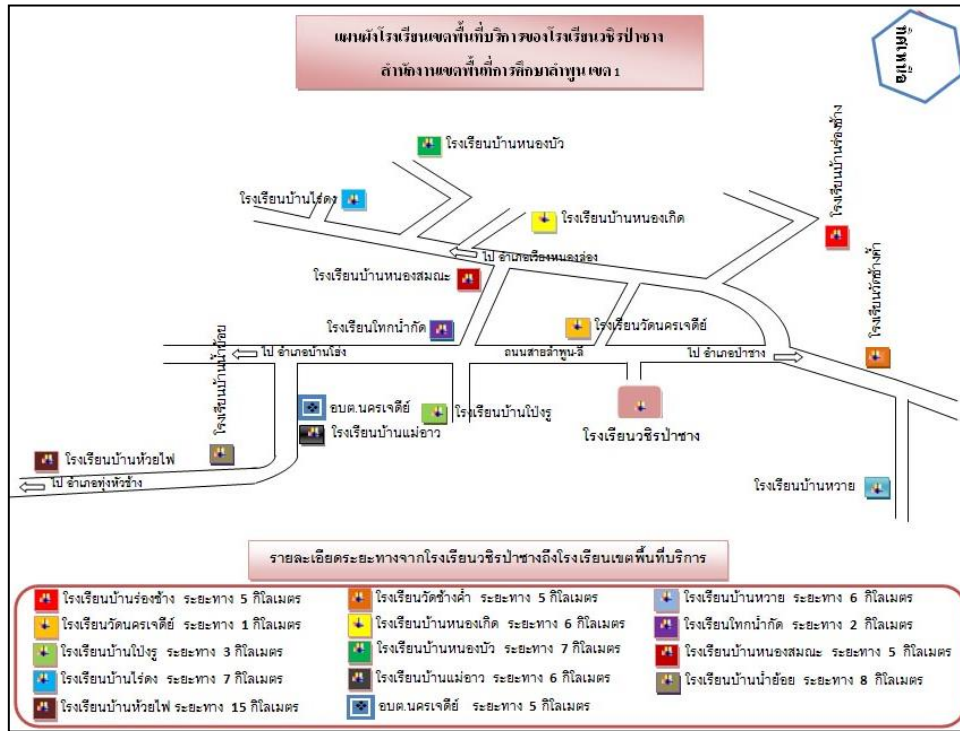 แผนผังโรงเรียนเขตพื้นที่บริการของโรงเรียนวชิรป่าซาง
สำนักงานเขตพื้นที่การศึกษาลำพูน เขต 1
ทิศเหนือ
โรงเรียนบ้านหนองบัว
โรงเรียนบ้านร่องช้าง
โรงเรียนบ้านไร่ดง
โรงเรียนบ้านหนองเกิด
ไป อำเภอเวียงหนองล่อง
โรงเรียนวัดช้างค้ำ
โรงเรียนบ้านหนองสมณะ
โรงเรียนโทกน้ำกัด
โรงเรียนวัดนครเจดีย์
ไป อำเภอบ้านโฮ่ง
ถนนสายลำพูน-ลี้
ไป อำเภอป่าซาง
โรงเรียนบ้านน้ำย้อย
อบต.นครเจดีย์
โรงเรียนบ้านโป่งรู
โรงเรียนบ้านแม่อาว
โรงเรียนวชิรป่าซาง
โรงเรียนบ้านห้วยไฟ
ไป อำเภอทุ่งหัวช้าง
โรงเรียนบ้านหวาย
รายละเอียดระยะทางจากโรงเรียนวชิรป่าซางถึงโรงเรียนเขตพื้นที่บริการ
โรงเรียนบ้านร่องช้าง ระยะทาง 5 กิโลเมตร
โรงเรียนวัดช้างค้ำ ระยะทาง 5 กิโลเมตร
โรงเรียนบ้านหวาย ระยะทาง 6 กิโลเมตร
โรงเรียนวัดนครเจดีย์ ระยะทาง 1 กิโลเมตร
โรงเรียนบ้านหนองเกิด ระยะทาง 6 กิโลเมตร
โรงเรียนโทกน้ำกัด ระยะทาง 2 กิโลเมตร
โรงเรียนบ้านโป่งรู ระยะทาง 3 กิโลเมตร
โรงเรียนบ้านหนองบัว ระยะทาง 7 กิโลเมตร
โรงเรียนบ้านหนองสมณะ ระยะทาง 5 กิโลเมตร
โรงเรียนบ้านไร่ดง ระยะทาง 7 กิโลเมตร
โรงเรียนบ้านแม่อาว ระยะทาง 6 กิโลเมตร
โรงเรียนบ้านน้ำย้อย ระยะทาง 8 กิโลเมตร
โรงเรียนบ้านห้วยไฟ ระยะทาง 15 กิโลเมตร
อบต.นครเจดีย์ ระยะทาง 5 กิโลเมตร